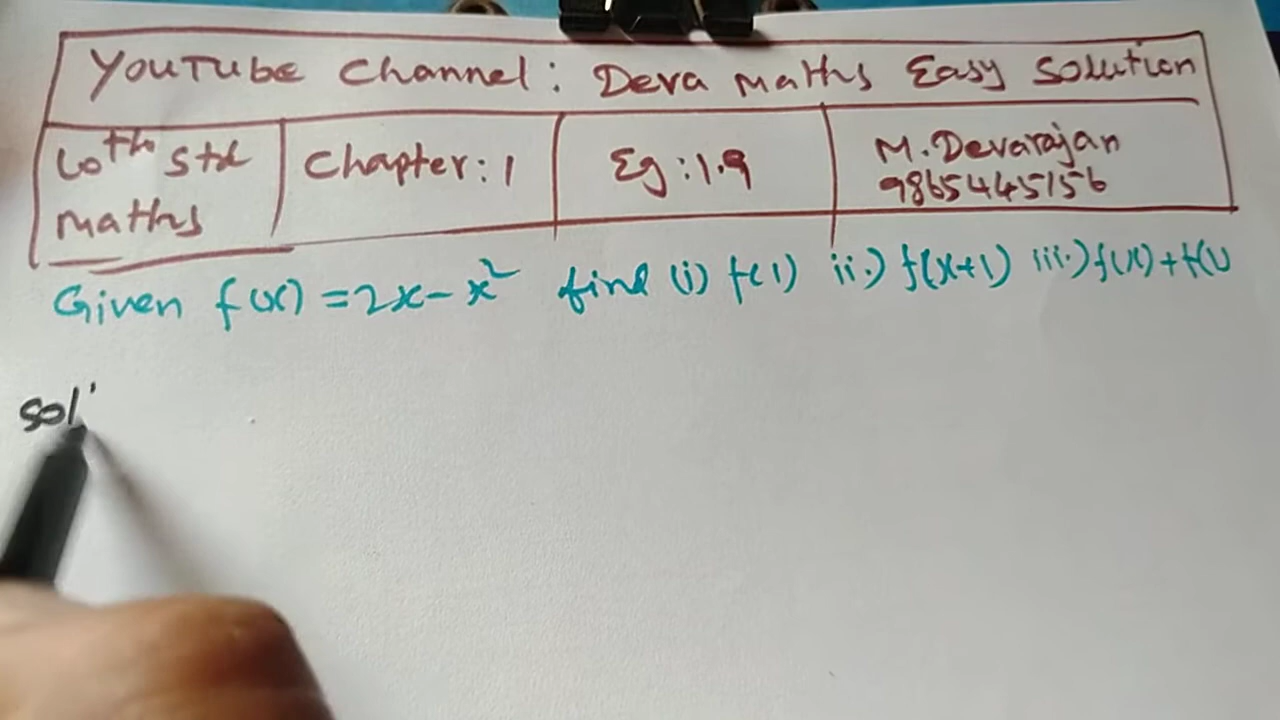 YouTube Channel: Deva Maths Easy Solution
10th std Maths
Chapter: 1
Eg: 1.9
M. Devarajan
9865445156
Given f(x) = 2x - x² find (i) f(1) ii.) f(x+1) iii.) f(x) + f(1)
Sol: